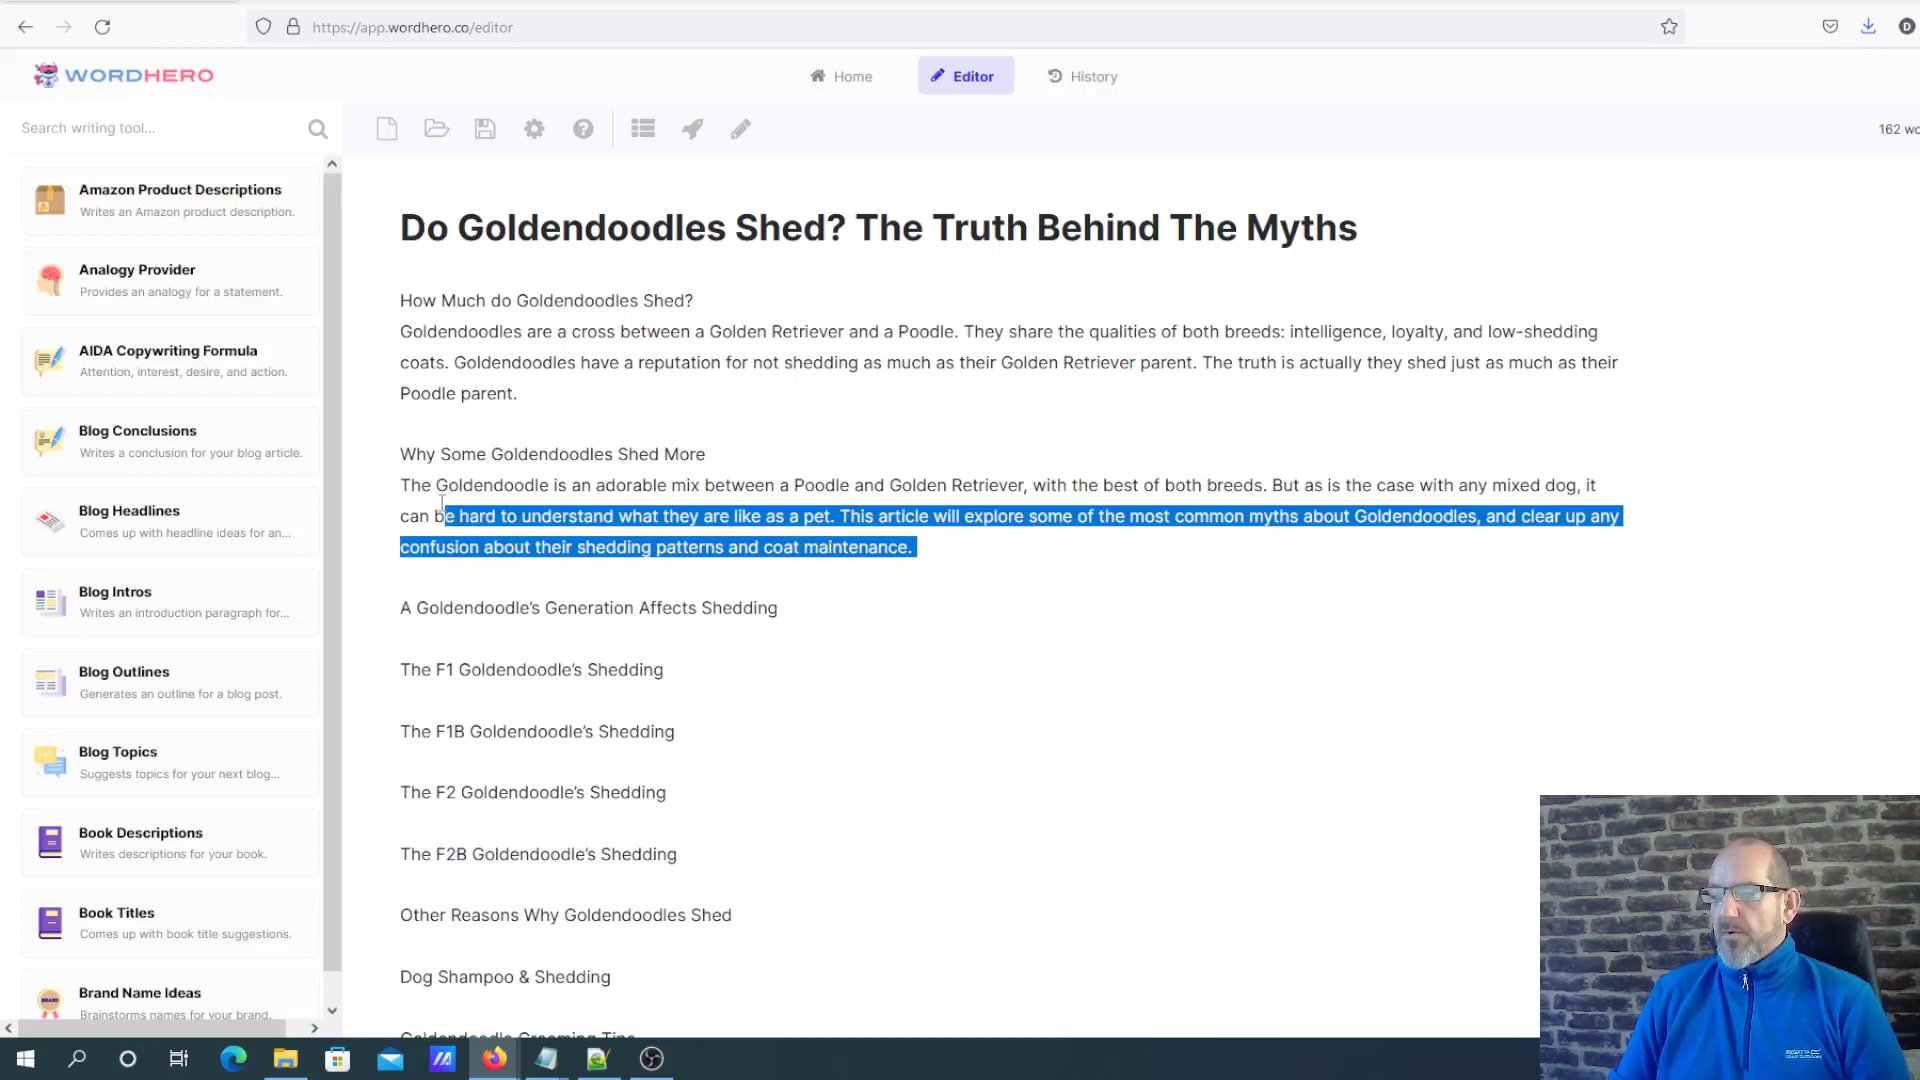 https://app.wordhero.co/editor
D
WORDHERO
Home
Editor
History
Search writing tool...
162 wo
Amazon Product Descriptions
Writes an Amazon product description.
Analogy Provider
Provides an analogy for a statement.
AIDA Copywriting Formula
Attention, interest, desire, and action.
Blog Conclusions
Writes a conclusion for your blog article.
Blog Headlines
Comes up with headline ideas for an...
Blog Intros
Writes an introduction paragraph for...
Blog Outlines
Generates an outline for a blog post.
Blog Topics
Suggests topics for your next blog...
Book Descriptions
Writes descriptions for your book.
Book Titles
Comes up with book title suggestions.
Brand Name Ideas
Brainstorms names for your brand.
Do Goldendoodles Shed? The Truth Behind The Myths
How Much do Goldendoodles Shed?
Goldendoodles are a cross between a Golden Retriever and a Poodle. They share the qualities of both breeds: intelligence, loyalty, and low-shedding
coats. Goldendoodles have a reputation for not shedding as much as their Golden Retriever parent. The truth is actually they shed just as much as their
Poodle parent.
Why Some Goldendoodles Shed More
The Goldendoodle is an adorable mix between a Poodle and Golden Retriever, with the best of both breeds. But as is the case with any mixed dog, it
can be hard to understand what they are like as a pet. This article will explore some of the most common myths about Goldendoodles, and clear up any
confusion about their shedding patterns and coat maintenance.
A Goldendoodle's Generation Affects Shedding
The F1 Goldendoodle's Shedding
The F1B Goldendoodle's Shedding
The F2 Goldendoodle's Shedding
The F2B Goldendoodle's Shedding
Other Reasons Why Goldendoodles Shed
Dog Shampoo & Shedding
Goldendoodle Grooming Tips